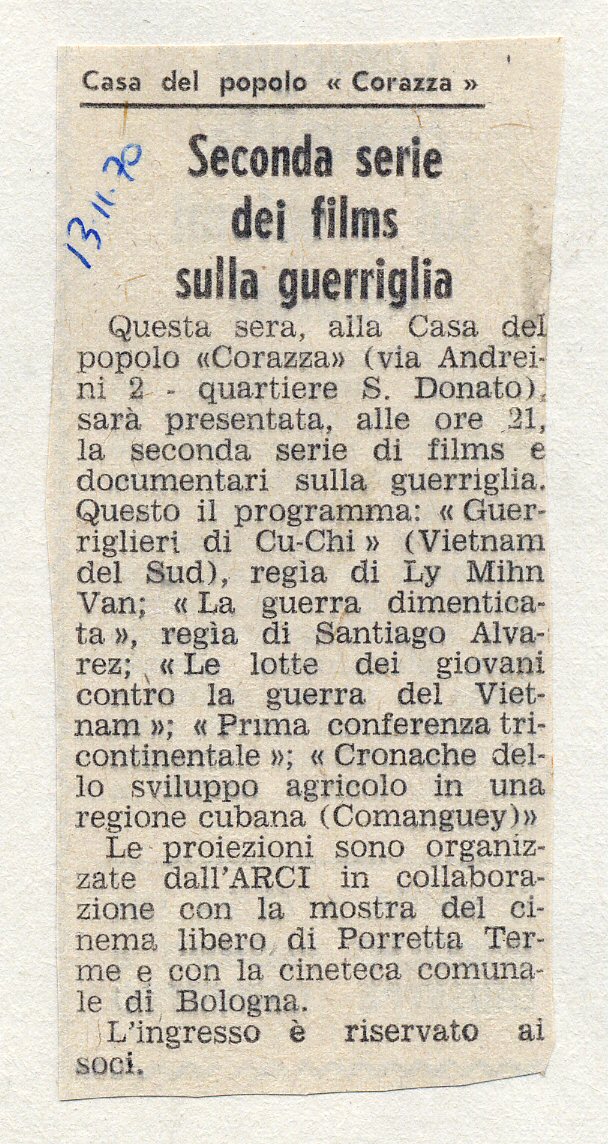 Casa del popolo « Corazza »
13.11.70
Seconda serie
dei films
sulla guerriglia
Questa sera, alla Casa del
popolo «Corazza» (via Andrei-
ni 2 - quartiere S. Donato),
sarà presentata, alle ore 21,
la seconda serie di films e
documentari sulla guerriglia.
Questo il programma: « Guer-
riglieri di Cu-Chi » (Vietnam
del Sud), regìa di Ly Mihn
Van; « La guerra dimentica-
ta », regìa di Santiago Alva-
rez; « Le lotte dei giovani
contro la guerra del Viet-
nam »; « Prima conferenza tri-
continentale »; « Cronache del-
lo sviluppo agricolo in una
regione cubana (Comanguey)»
Le proiezioni sono organiz-
zate dall'ARCI in collabora-
zione con la mostra del ci-
nema libero di Porretta Ter-
me e con la cineteca comuna-
le di Bologna.
L'ingresso è riservato ai
soci.